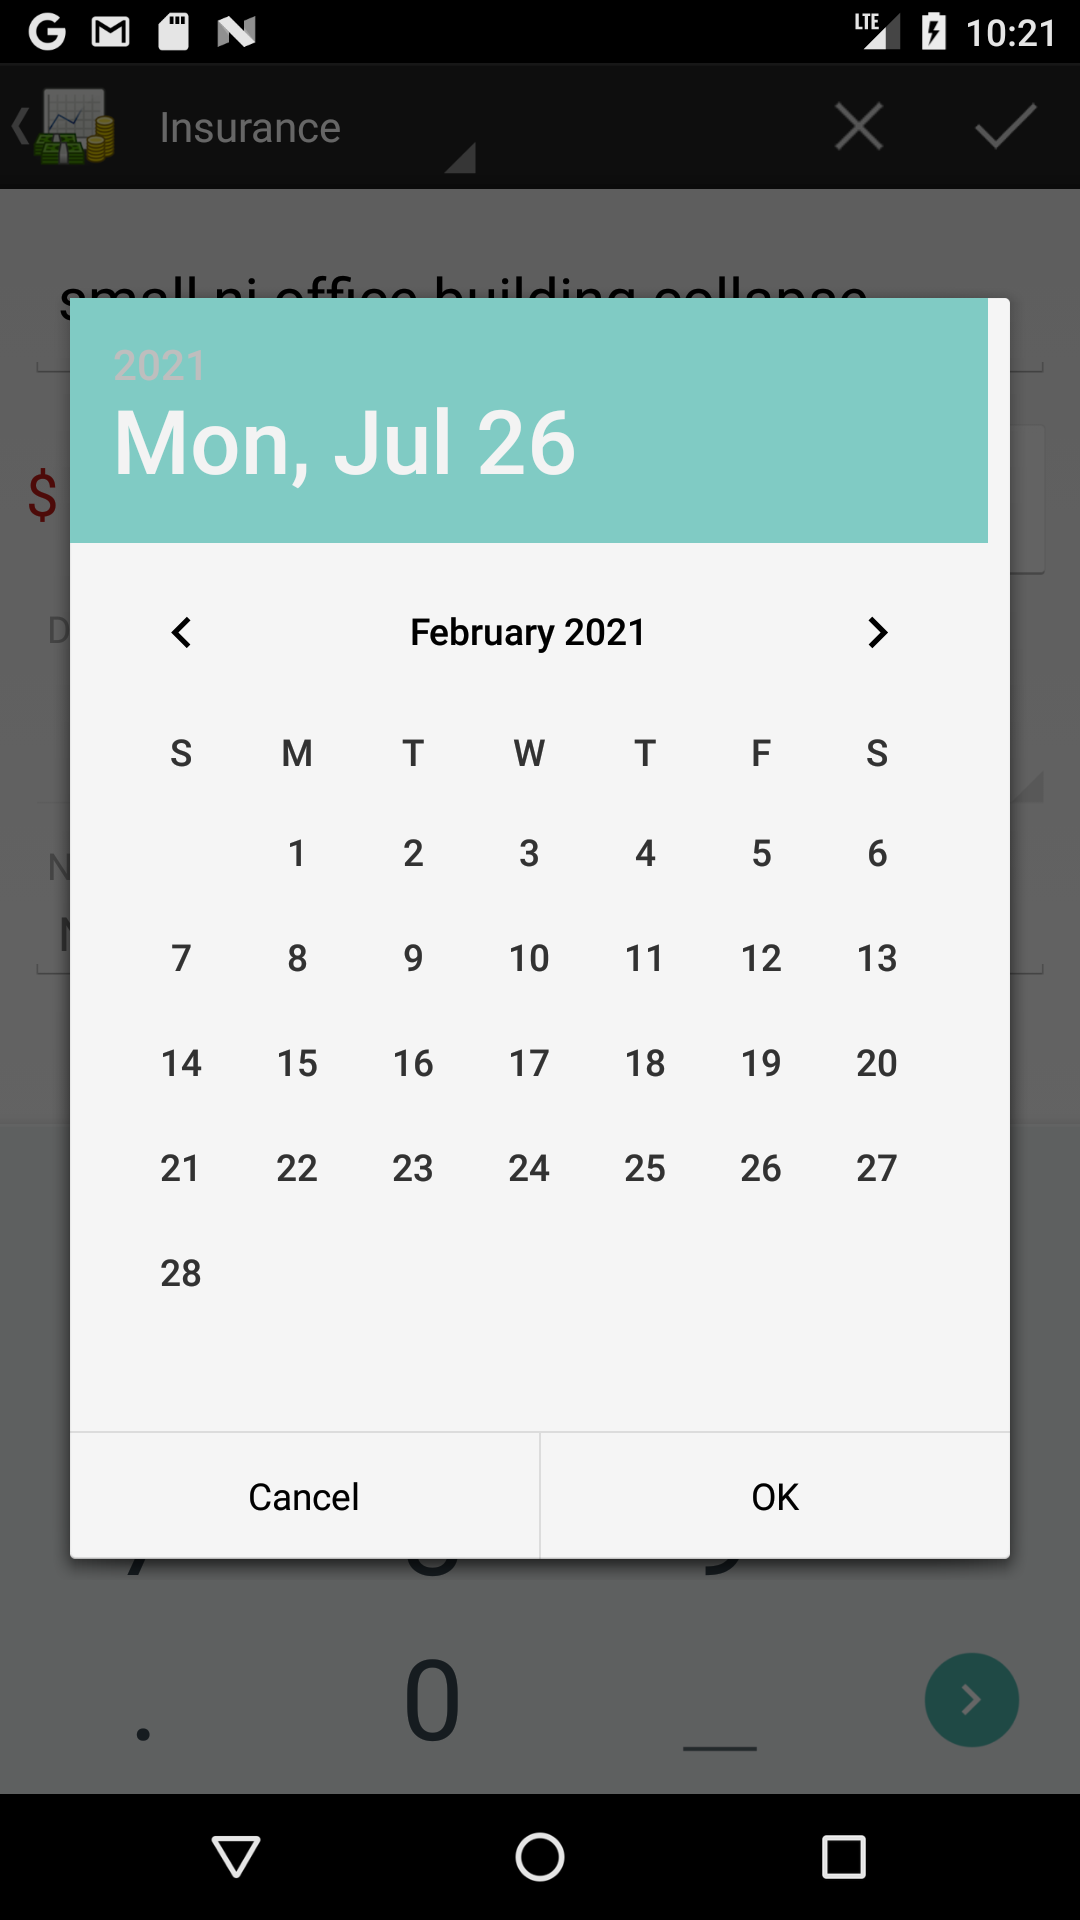 LTE 10:21
Insurance
small nj office building collapse
2021
Mon, Jul 26
$
D
February 2021
S M T W T F S
1 2 3 4 5 6
7 8 9 10 11 12 13
14 15 16 17 18 19 20
21 22 23 24 25 26 27
28
Cancel OK
. 0